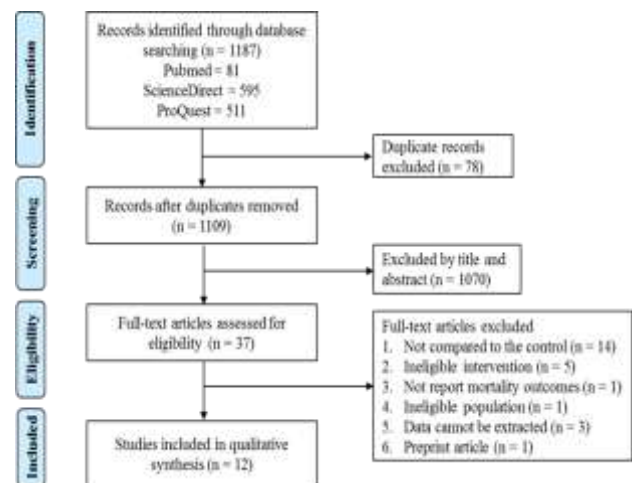 Identification
Records identified through database
searching (n = 1187)
Pubmed = 81
ScienceDirect = 595
ProQuest = 511
Duplicate records
excluded (n = 78)
Screening
Records after duplicates removed
(n = 1109)
Excluded by title and
abstract (n = 1070)
Eligibility
Full-text articles assessed for
eligibility (n = 37)
Full-text articles excluded
1. Not compared to the control (n = 14)
2. Ineligible intervention (n = 5)
3. Not report mortality outcomes (n = 1)
4. Ineligible population (n = 1)
5. Data cannot be extracted (n = 3)
6. Preprint article (n = 1)
Included
Studies included in qualitative
synthesis (n = 12)